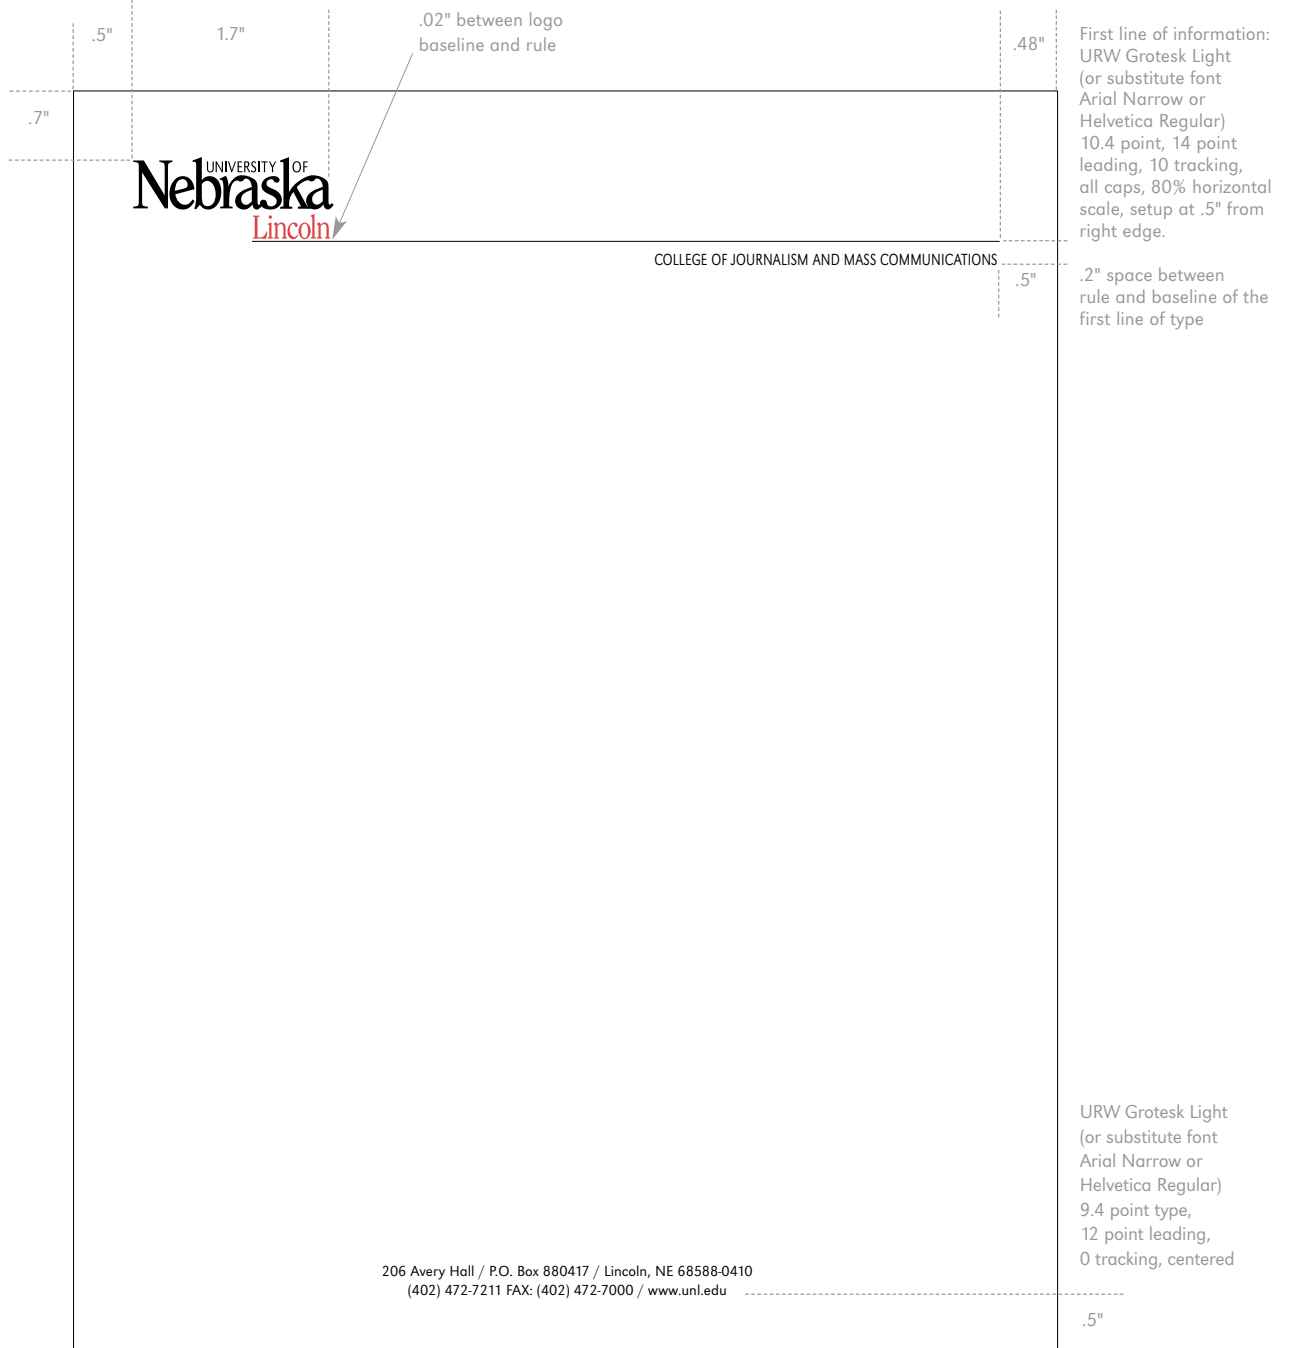 .5"
1.7"
.02" between logo
baseline and rule
.48"
.7"
UNIVERSITY OF
Nebraska
Lincoln
COLLEGE OF JOURNALISM AND MASS COMMUNICATIONS
.5"
First line of information:
URW Grotesk Light
(or substitute font
Arial Narrow or
Helvetica Regular)
10.4 point, 14 point
leading, 10 tracking,
all caps, 80% horizontal
scale, setup at .5" from
right edge.
.2" space between
rule and baseline of the
first line of type
URW Grotesk Light
(or substitute font
Arial Narrow or
Helvetica Regular)
9.4 point type,
12 point leading,
0 tracking, centered
206 Avery Hall / P.O. Box 880417 / Lincoln, NE 68588-0410
(402) 472-7211 FAX: (402) 472-7000 / www.unl.edu
.5"